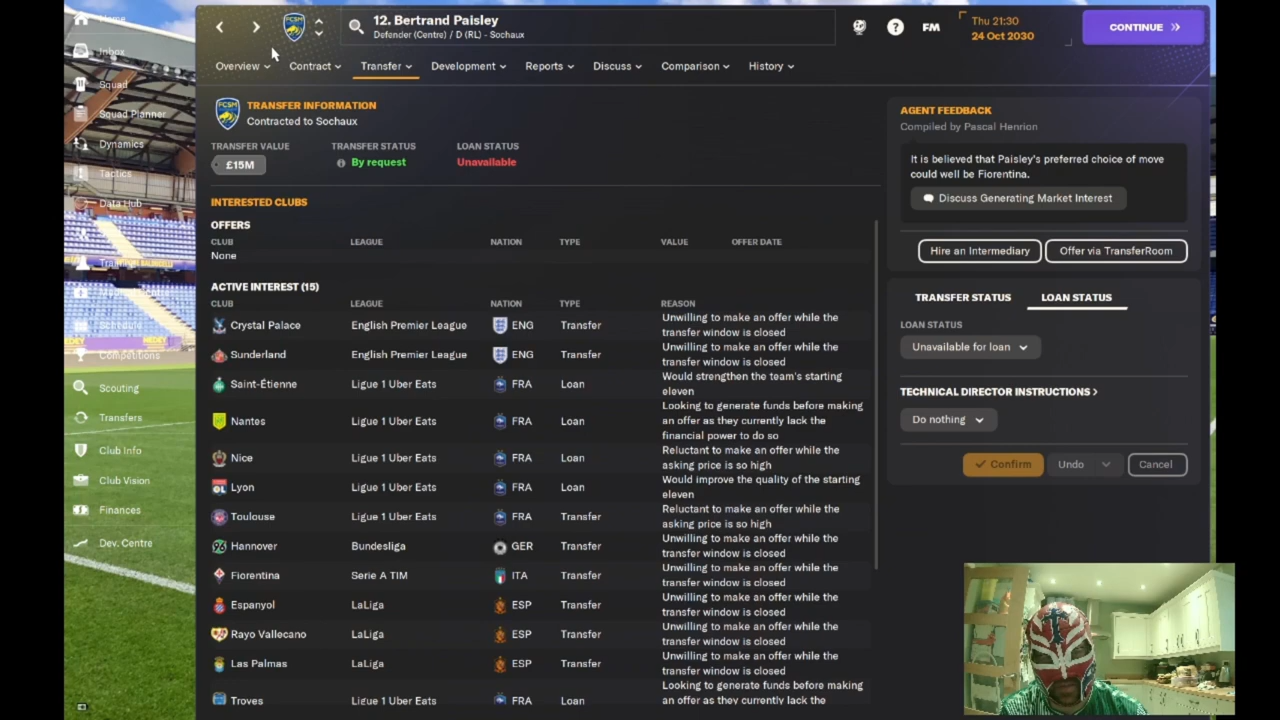 Home
Inbox
Squad
Squad Planner
Dynamics
Tactics
Data Hub
Schedule
Competitions
Scouting
Transfers
Club Info
Club Vision
Finances
Dev. Centre
12. Bertrand Paisley
Defender (Centre) / D (RL) - Sochaux
FM
Thu 21:30
24 Oct 2030
CONTINUE
Overview
Contract
Transfer
Development
Reports
Discuss
Comparison
History
FCSM
TRANSFER INFORMATION
Contracted to Sochaux
TRANSFER VALUE TRANSFER STATUS LOAN STATUS
£15M By request Unavailable
INTERESTED CLUBS
OFFERS
CLUB LEAGUE NATION TYPE VALUE OFFER DATE
None
ACTIVE INTEREST (15)
CLUB LEAGUE NATION TYPE REASON
Crystal Palace English Premier League ENG Transfer Unwilling to make an offer while the
transfer window is closed
Sunderland English Premier League ENG Transfer Unwilling to make an offer while the
transfer window is closed
Saint-Étienne Ligue 1 Uber Eats FRA Loan Would strengthen the team's starting
eleven
Nantes Ligue 1 Uber Eats FRA Loan Looking to generate funds before making
an offer as they currently lack the
financial power to do so
Nice Ligue 1 Uber Eats FRA Loan Reluctant to make an offer while the
asking price is so high
Lyon Ligue 1 Uber Eats FRA Loan Would improve the quality of the starting
eleven
Toulouse Ligue 1 Uber Eats FRA Transfer Reluctant to make an offer while the
asking price is so high
Hannover Bundesliga GER Transfer Unwilling to make an offer while the
transfer window is closed
Fiorentina Serie A TIM ITA Transfer Unwilling to make an offer while the
transfer window is closed
Espanyol LaLiga ESP Transfer Unwilling to make an offer while the
transfer window is closed
Rayo Vallecano LaLiga ESP Transfer Unwilling to make an offer while the
transfer window is closed
Las Palmas LaLiga ESP Transfer Unwilling to make an offer while the
transfer window is closed
Troyes Ligue 1 Uber Eats FRA Loan Looking to generate funds before making
an offer as they currently lack the
AGENT FEEDBACK
Compiled by Pascal Henrion
It is believed that Paisley's preferred choice of move
could well be Fiorentina.
Discuss Generating Market Interest
Hire an Intermediary
Offer via TransferRoom
TRANSFER STATUS LOAN STATUS
LOAN STATUS
Unavailable for loan
TECHNICAL DIRECTOR INSTRUCTIONS >
Do nothing
Confirm
Undo
Cancel